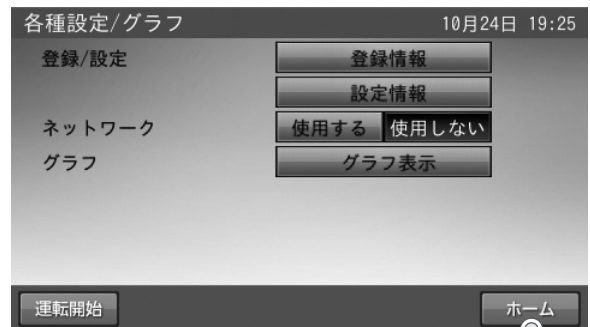 各種設定/グラフ 10月24日 19:25
登録/設定 登録情報
設定情報
ネットワーク 使用する 使用しない
グラフ グラフ表示
運転開始 ホーム